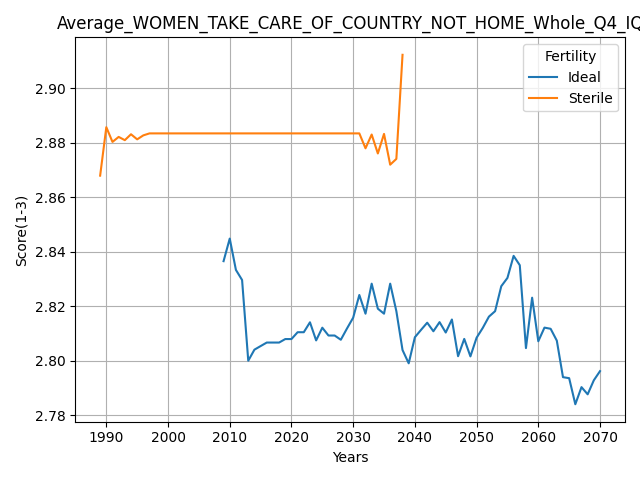 Average_WOMEN_TAKE_CARE_OF_COUNTRY_NOT_HOME_Whole_Q4_IQ
Fertility
Ideal
Sterile
Score(1-3)
2.90
2.88
2.86
2.84
2.82
2.80
2.78
1990 2000 2010 2020 2030 2040 2050 2060 2070
Years